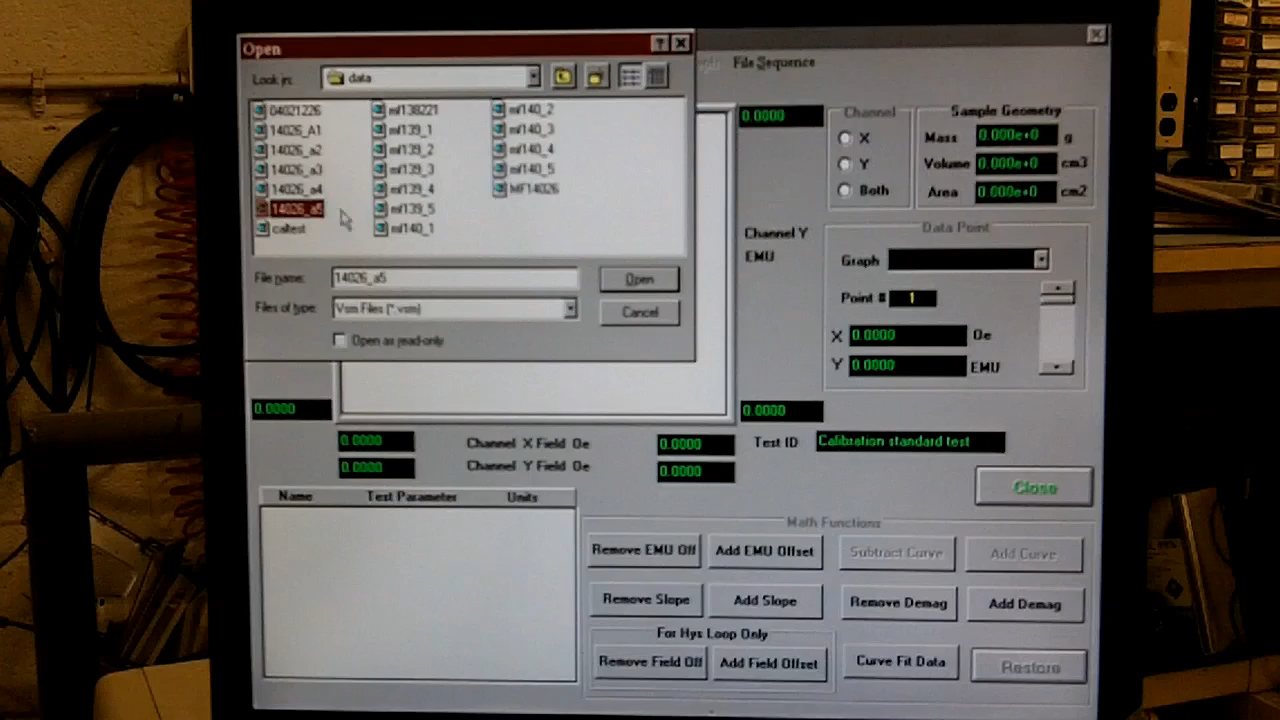 Open
File Sequence
Look in: data
04021226
14026_A1
14026_a2
14026_a3
14026_a4
14026_a5
caltest
mf138221
mf139_1
mf139_2
mf139_3
mf139_4
mf139_5
mf140_1
mf140_2
mf140_3
mf140_4
mf140_5
MF14026
File name: 14026_a5 Open
Files of type: Vsm Files (*.vsm) Cancel
Open as read-only
0.0000
Channel
X
Y
Both
Sample Geometry
Mass 0.000e+0 g
Volume 0.000e+0 cm3
Area 0.000e+0 cm2
Channel Y
EMU
Data Point
Graph
Point # 1
X 0.0000 Oe
Y 0.0000 EMU
0.0000
0.0000
0.0000 Channel X Field Oe 0.0000
0.0000 Channel Y Field Oe 0.0000
Test ID Calibration standard test
Close
Name Test Parameter Units
Math Functions
Remove EMU Off Add EMU Offset Subtract Curve Add Curve
Remove Slope Add Slope Remove Demag Add Demag
For Hys Loop Only
Remove Field Off Add Field Offset Curve Fit Data Restore